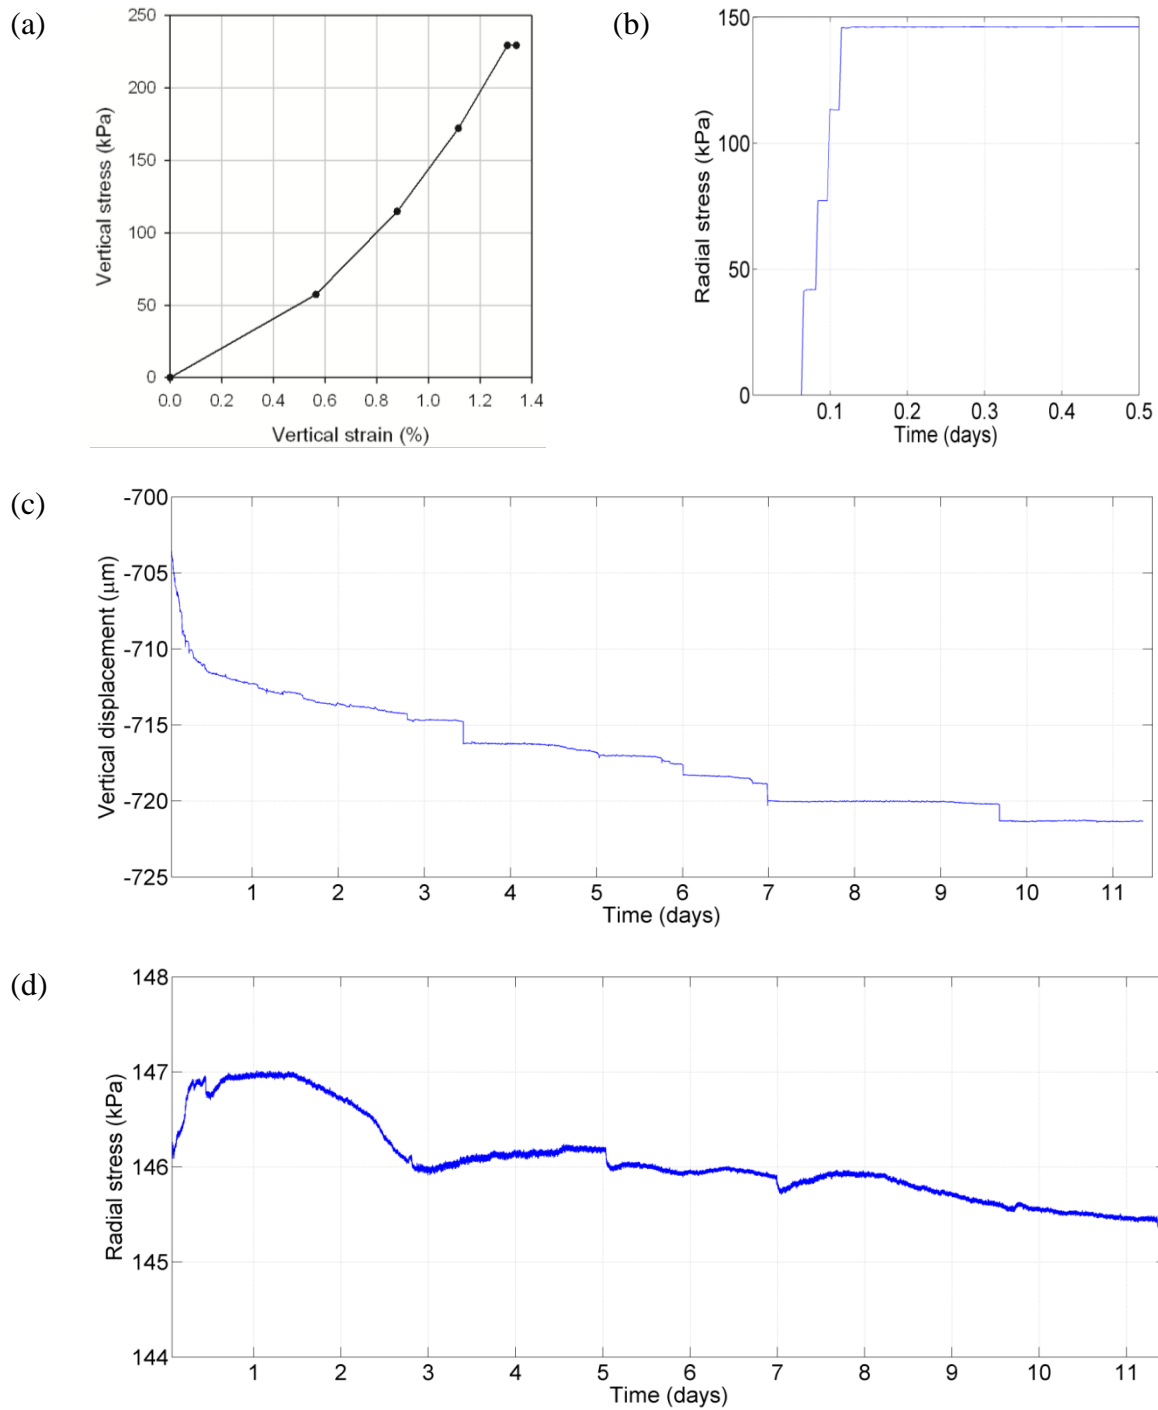 (a)
250
200
150
100
50
0
Vertical stress (kPa)
0.0 0.2 0.4 0.6 0.8 1.0 1.2 1.4
Vertical strain (%)
(b)
150
100
50
0
Radial stress (kPa)
0.1 0.2 0.3 0.4 0.5
Time (days)
(c)
-700
-705
-710
-715
-720
-725
Vertical displacement (μm)
1 2 3 4 5 6 7 8 9 10 11
Time (days)
(d)
148
147
146
145
144
Radial stress (kPa)
1 2 3 4 5 6 7 8 9 10 11
Time (days)